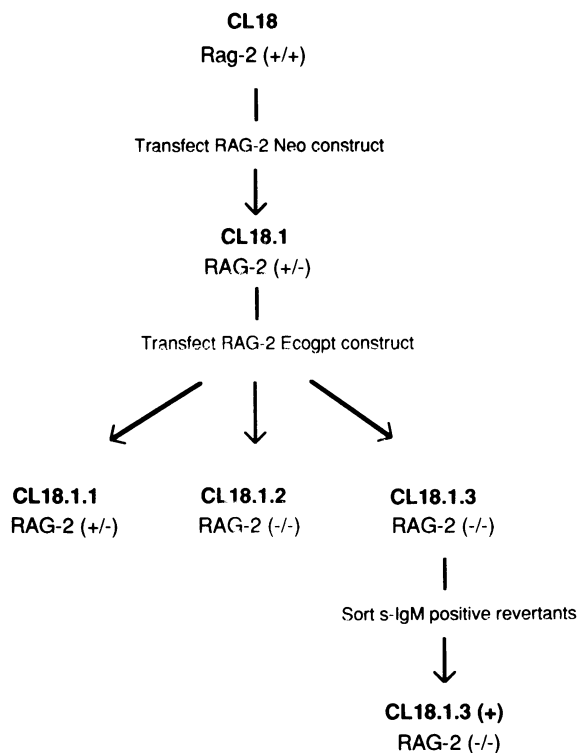 CL18
Rag-2 (+/+)
Transfect RAG-2 Neo construct
CL18.1
RAG-2 (+/-)
Transfect RAG-2 Ecogpt construct
CL18.1.1 CL18.1.2 CL18.1.3
RAG-2 (+/-) RAG-2 (-/-) RAG-2 (-/-)
Sort s-IgM positive revertants
CL18.1.3 (+)
RAG-2 (-/-)